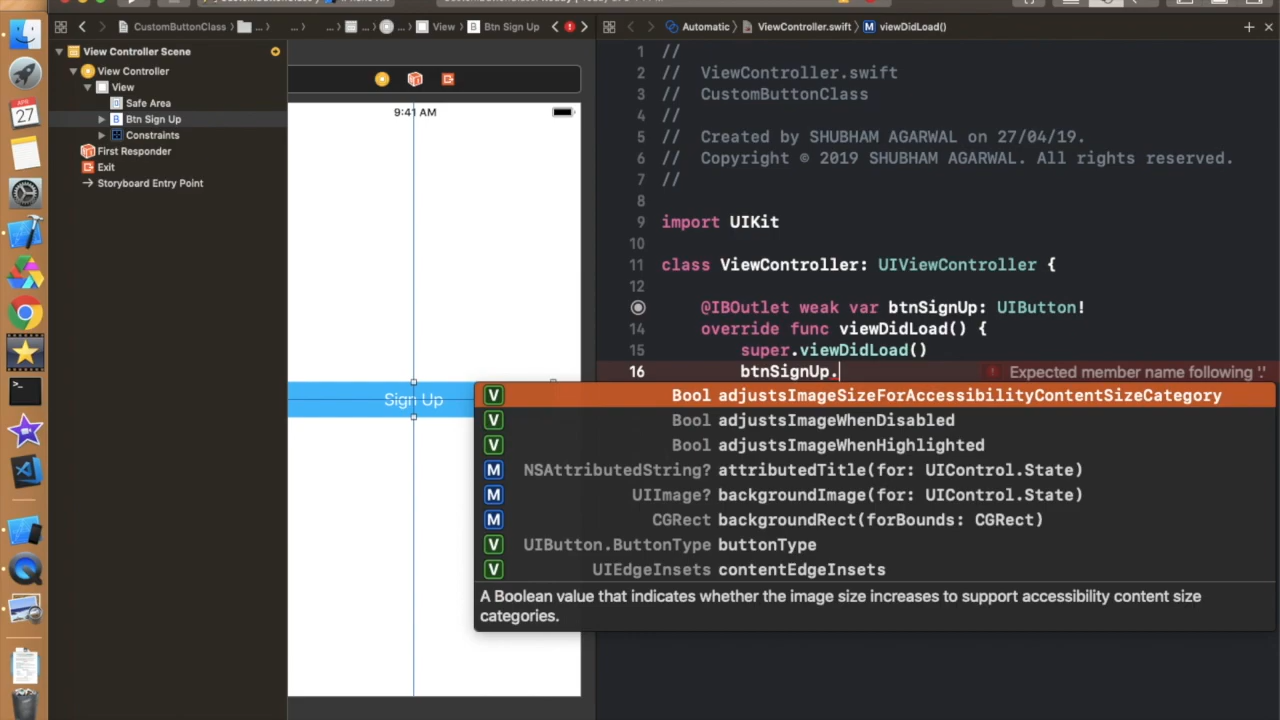 CustomButtonClass
View
Btn Sign Up
Automatic
ViewController.swift
viewDidLoad()
View Controller Scene
View Controller
View
Safe Area
Btn Sign Up
Constraints
First Responder
Exit
Storyboard Entry Point
APR
27
9:41 AM
Sign Up
1 //
2 // ViewController.swift
3 // CustomButtonClass
4 //
5 // Created by SHUBHAM AGARWAL on 27/04/19.
6 // Copyright © 2019 SHUBHAM AGARWAL. All rights reserved.
7 //
8
9 import UIKit
10
11 class ViewController: UIViewController {
12
@IBOutlet weak var btnSignUp: UIButton!
14 override func viewDidLoad() {
15 super.viewDidLoad()
16 btnSignUp. Expected member name following '.'
V Bool adjustsImageSizeForAccessibilityContentSizeCategory
V Bool adjustsImageWhenDisabled
V Bool adjustsImageWhenHighlighted
M NSAttributedString? attributedTitle(for: UIControl.State)
M UIImage? backgroundImage(for: UIControl.State)
M CGRect backgroundRect(forBounds: CGRect)
V UIButton.ButtonType buttonType
V UIEdgeInsets contentEdgeInsets
A Boolean value that indicates whether the image size increases to support accessibility content size
categories.